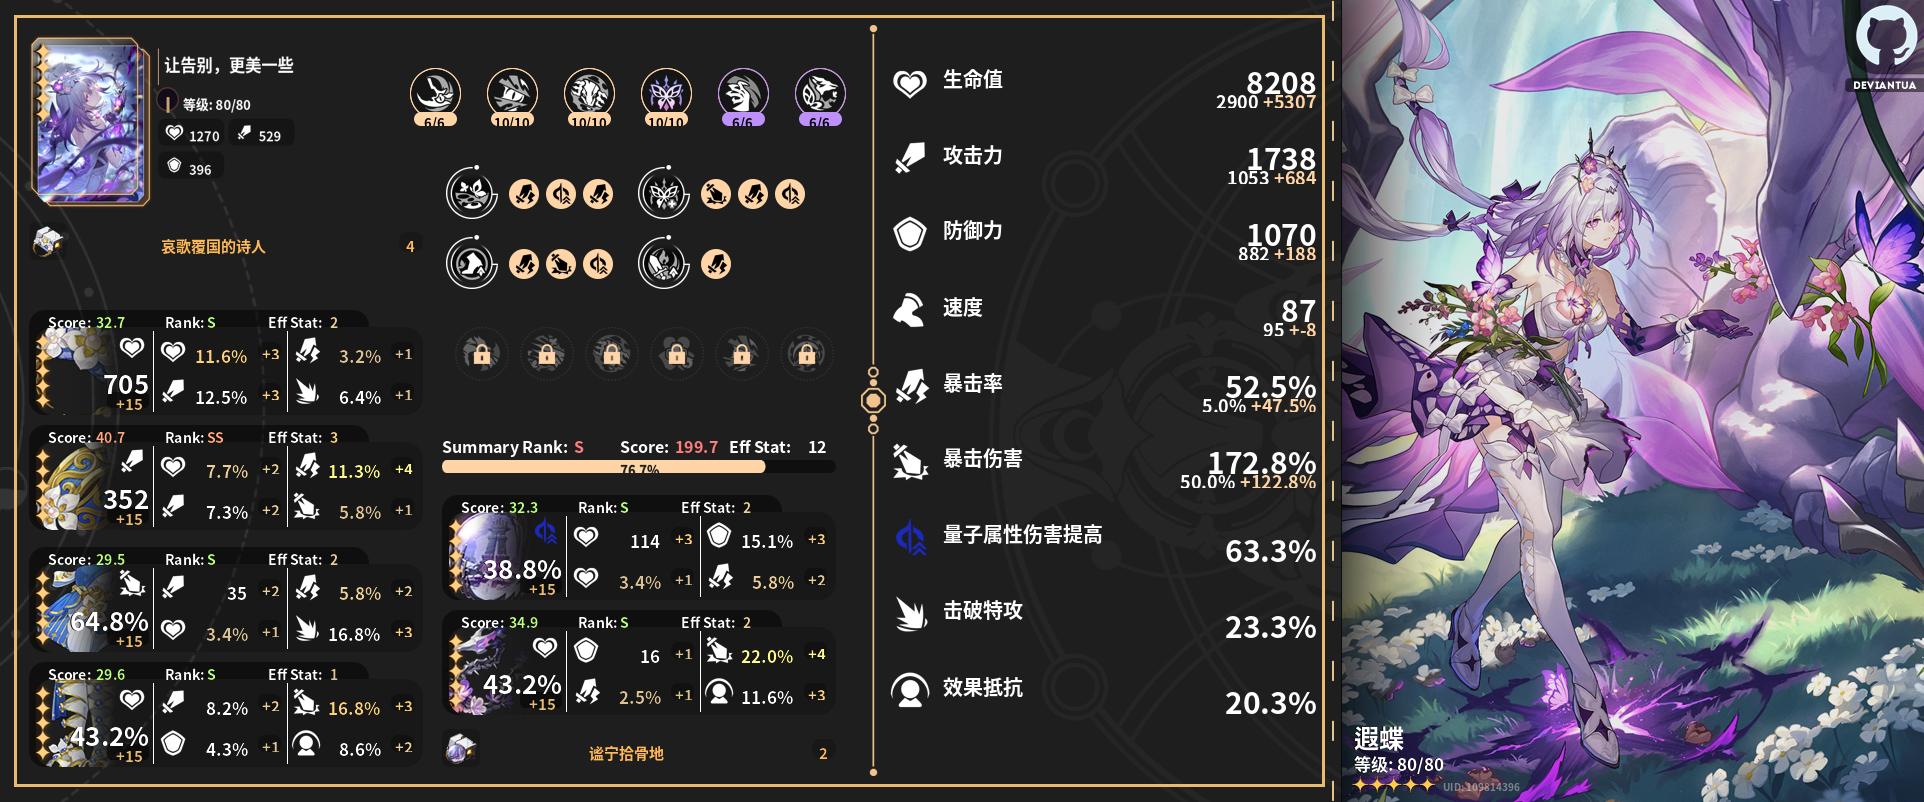 让告别，更美一些
等级: 80/80
1270 529
396
哀歌覆国的诗人 4
6/6 10/10 10/10 10/10 6/6 6/6
Score: 32.7 Rank: S Eff Stat: 2
705 +15
11.6% +3 3.2% +1
12.5% +3 6.4% +1
Score: 40.7 Rank: SS Eff Stat: 3
352 +15
7.7% +2 11.3% +4
7.3% +2 5.8% +1
Score: 29.5 Rank: S Eff Stat: 2
64.8% +15
35 +2 5.8% +2
3.4% +1 16.8% +3
Score: 29.6 Rank: S Eff Stat: 1
43.2% +15
8.2% +2 16.8% +3
4.3% +1 8.6% +2
Summary Rank: S Score: 199.7 Eff Stat: 12
76.7%
Score: 32.3 Rank: S Eff Stat: 2
38.8% +15
114 +3 15.1% +3
3.4% +1 5.8% +2
Score: 34.9 Rank: S Eff Stat: 2
43.2% +15
16 +1 22.0% +4
2.5% +1 11.6% +3
谧宁拾骨地 2
生命值 8208
2900 +5307
攻击力 1738
1053 +684
防御力 1070
882 +188
速度 87
95 +-8
暴击率 52.5%
5.0% +47.5%
暴击伤害 172.8%
50.0% +122.8%
量子属性伤害提高 63.3%
击破特攻 23.3%
效果抵抗 20.3%
DEVIANTUA
遐蝶
等级: 80/80
UID: 109814396